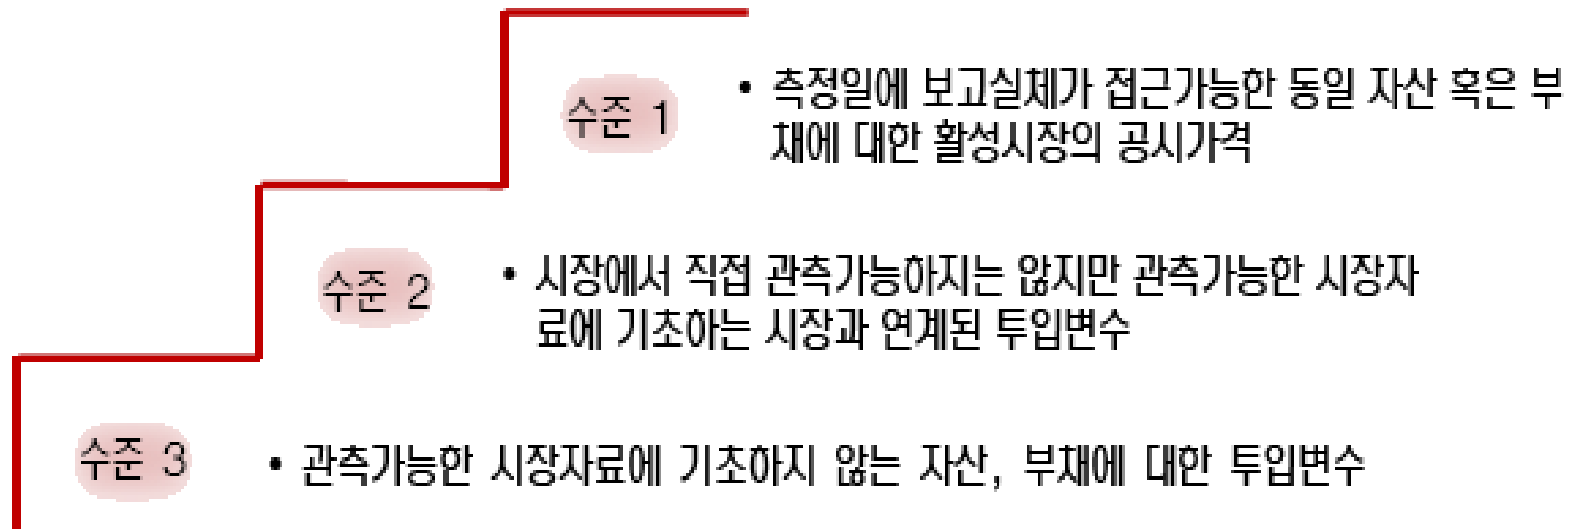 수준 1
• 측정일에 보고실체가 접근가능한 동일 자산 혹은 부
채에 대한 활성시장의 공시가격
수준 2
• 시장에서 직접 관측가능하지는 않지만 관측가능한 시장자
료에 기초하는 시장과 연계된 투입변수
수준 3
• 관측가능한 시장자료에 기초하지 않는 자산, 부채에 대한 투입변수